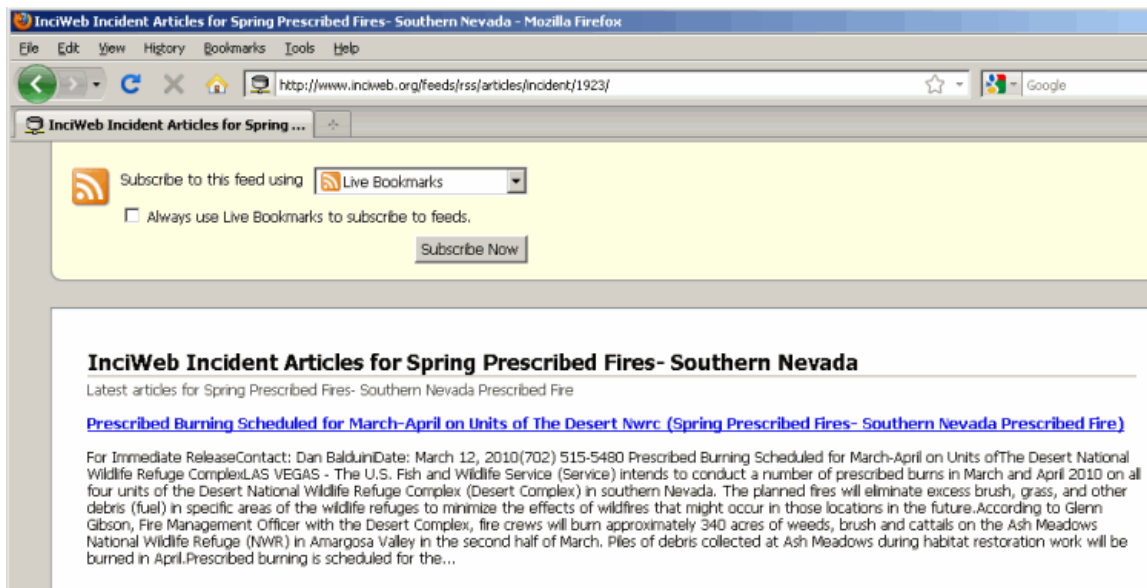 InciWeb Incident Articles for Spring Prescribed Fires- Southern Nevada - Mozilla Firefox
File Edit View History Bookmarks Tools Help
http://www.inciweb.org/feeds/rss/articles/incident/1923/
Google
InciWeb Incident Articles for Spring ...
Subscribe to this feed using Live Bookmarks
Always use Live Bookmarks to subscribe to feeds.
Subscribe Now
InciWeb Incident Articles for Spring Prescribed Fires- Southern Nevada
Latest articles for Spring Prescribed Fires- Southern Nevada Prescribed Fire
Prescribed Burning Scheduled for March-April on Units of The Desert Nwrc (Spring Prescribed Fires- Southern Nevada Prescribed Fire)
For Immediate ReleaseContact: Dan BalduiniDate: March 12, 2010(702) 515-5480 Prescribed Burning Scheduled for March-April on Units ofThe Desert National
Wildlife Refuge ComplexLAS VEGAS - The U.S. Fish and Wildlife Service (Service) intends to conduct a number of prescribed burns in March and April 2010 on all
four units of the Desert National Wildlife Refuge Complex (Desert Complex) in southern Nevada. The planned fires will eliminate excess brush, grass, and other
debris (fuel) in specific areas of the wildlife refuges to minimize the effects of wildfires that might occur in those locations in the future.According to Glenn
Gibson, Fire Management Officer with the Desert Complex, fire crews will burn approximately 340 acres of weeds, brush and cattails on the Ash Meadows
National Wildlife Refuge (NWR) in Amargosa Valley in the second half of March. Piles of debris collected at Ash Meadows during habitat restoration work will be
burned in April.Prescribed burning is scheduled for the...